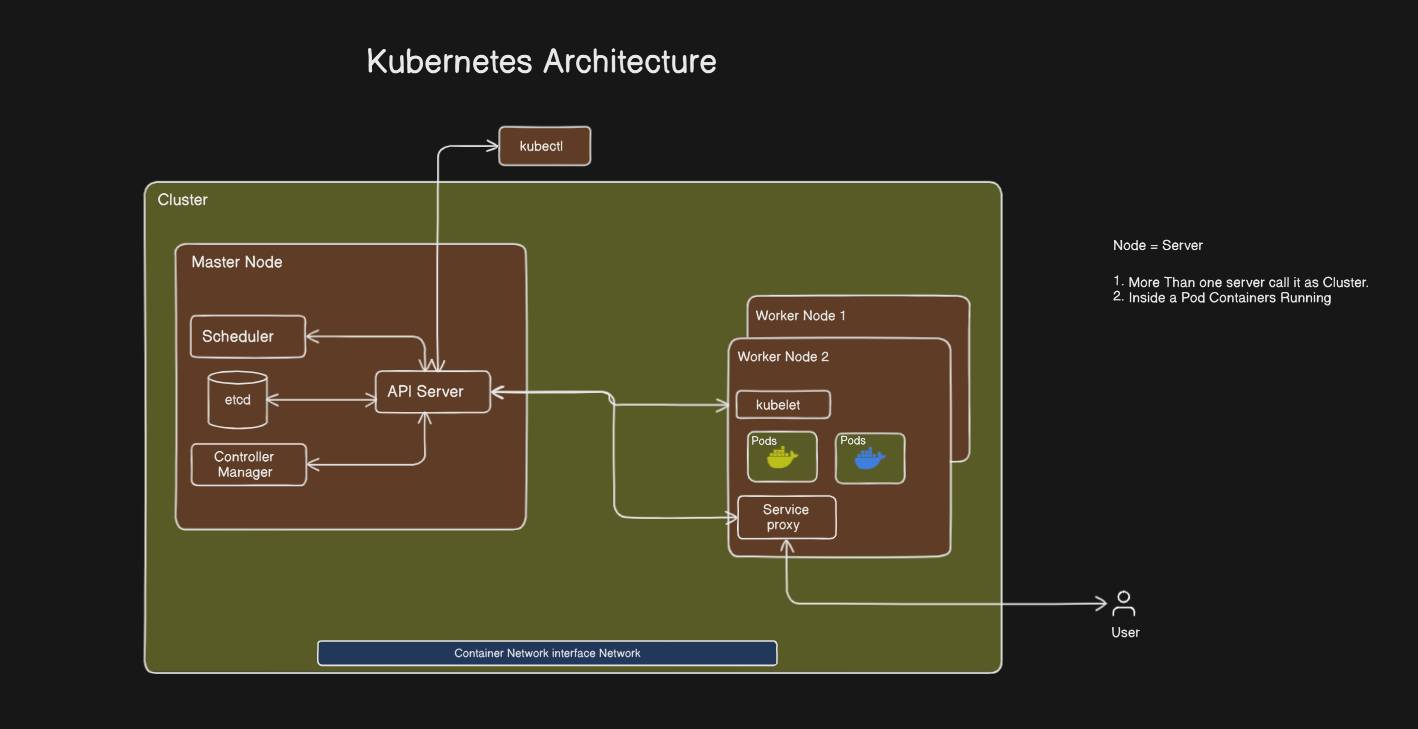 Kubernetes Architecture
kubectl
Cluster
Master Node
Scheduler
etcd
API Server
Controller
Manager
Worker Node 1
Worker Node 2
kubelet
Pods
Pods
Service
proxy
User
Container Network interface Network
Node = Server
1. More Than one server call it as Cluster.
2. Inside a Pod Containers Running